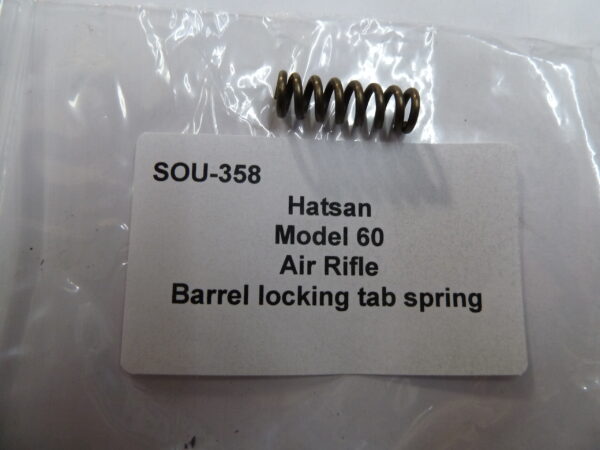 SOU-358
Hatsan
Model 60
Air Rifle
Barrel locking tab spring